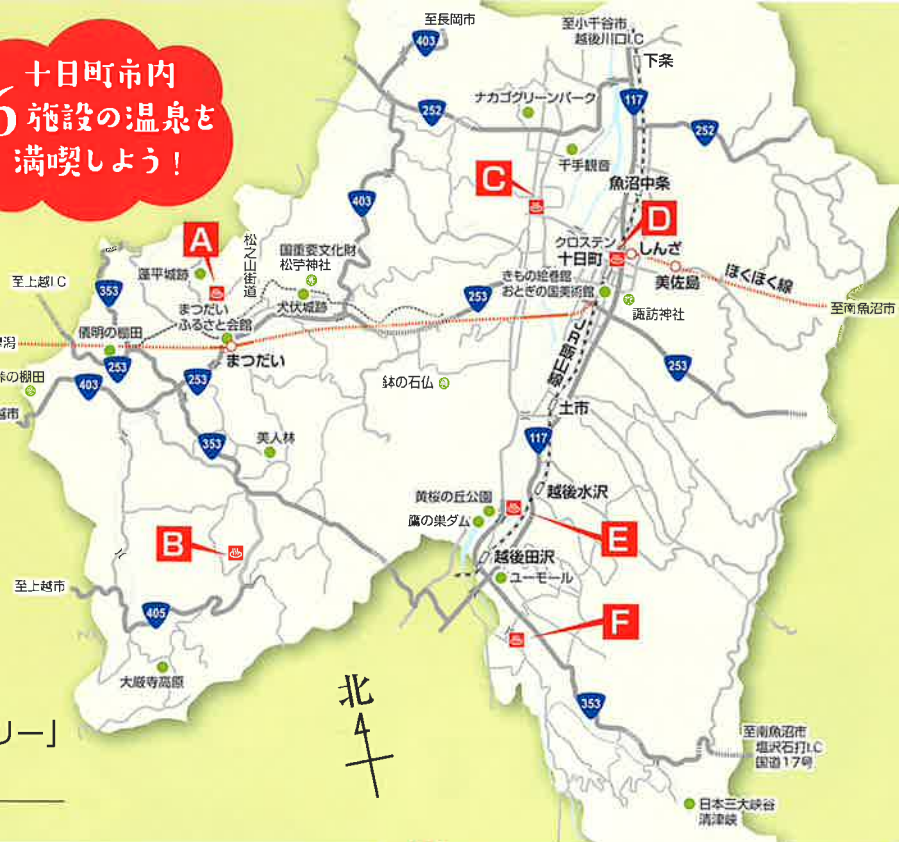 十日町市内
6施設の温泉を
満喫しよう！
至長岡市
403
至小千谷市
越後川口I.C
下条
ナカゴグリーンパーク
252
117
252
千手観音
魚沼中条
C
403
D
A
松之山街道
国重要文化財
松苧神社
クロステン
十日町
しんざ
蓬平城跡
至上越I.C
きもの絵巻館
おとぎの国美術館
美佐島
ほくほく線
353
犬伏城跡
253
至南魚沼市
まつだい
ふるさと会館
諏訪神社
儀明の棚田
JR飯山線
まつだい
253
253
253
403
の棚田
鉢の石仏
越市
土市
117
353
美人林
黄桜の丘公園
越後水沢
鷹の巣ダム
B
E
越後田沢
至上越市
ユーモール
405
F
大厳寺高原
北
353
リー」
至南魚沼市
塩沢石打I.C
国道17号
日本三大峡谷
清津峡